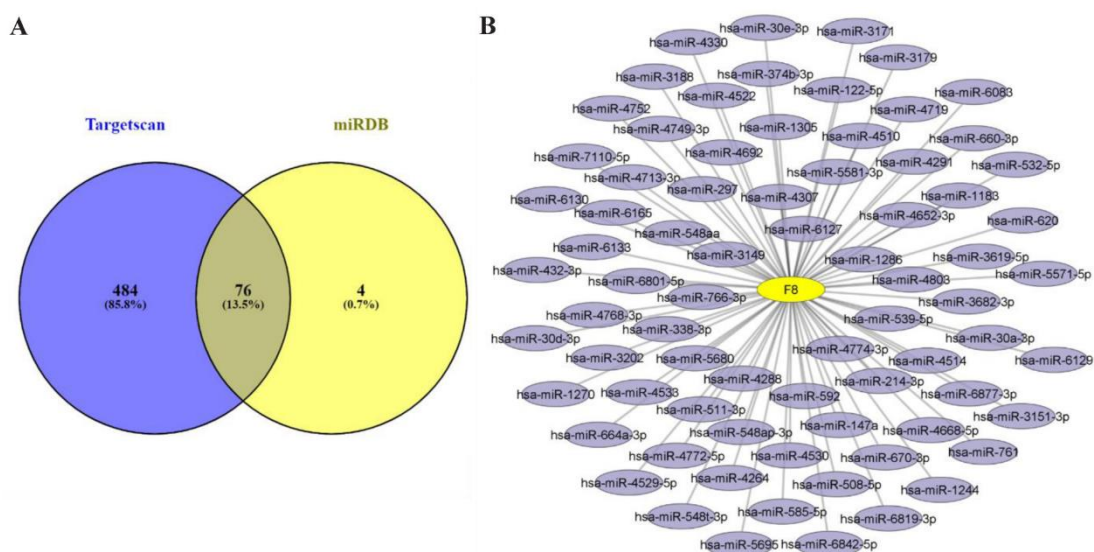 A
B
Targetscan
miRDB
484
(85.8%)
76
(13.5%)
4
(0.7%)
hsa-miR-30e-3p
hsa-miR-3171
hsa-miR-4330
hsa-miR-3179
hsa-miR-374b-3p
hsa-miR-3188
hsa-miR-122-5p
hsa-miR-6083
hsa-miR-4522
hsa-miR-4752
hsa-miR-4719
hsa-miR-4749-3p
hsa-miR-1305
hsa-miR-4510
hsa-miR-660-3p
hsa-miR-7110-5p
hsa-miR-4692
hsa-miR-4291
hsa-miR-532-5p
hsa-miR-4713-3p
hsa-miR-5581-3p
hsa-miR-297
hsa-miR-6130
hsa-miR-4307
hsa-miR-1183
hsa-miR-6165
hsa-miR-4652-3p
hsa-miR-620
hsa-miR-548aa
hsa-miR-6127
hsa-miR-6133
hsa-miR-3149
hsa-miR-1286
hsa-miR-3619-5p
hsa-miR-432-3p
hsa-miR-6801-5p
hsa-miR-4803
hsa-miR-5571-5p
F8
hsa-miR-766-3p
hsa-miR-3682-3p
hsa-miR-4768-3p
hsa-miR-539-5p
hsa-miR-30d-3p
hsa-miR-338-3p
hsa-miR-30a-3p
hsa-miR-4774-3p
hsa-miR-3202
hsa-miR-5680
hsa-miR-4514
hsa-miR-6129
hsa-miR-4288
hsa-miR-214-3p
hsa-miR-1270
hsa-miR-4533
hsa-miR-592
hsa-miR-6877-3p
hsa-miR-511-3p
hsa-miR-3151-3p
hsa-miR-664a-3p
hsa-miR-548ap-3p
hsa-miR-147a
hsa-miR-4668-5p
hsa-miR-761
hsa-miR-4772-5p
hsa-miR-4530
hsa-miR-670-3p
hsa-miR-4529-5p
hsa-miR-4264
hsa-miR-508-5p
hsa-miR-1244
hsa-miR-548t-3p
hsa-miR-585-5p
hsa-miR-6819-3p
hsa-miR-5695
hsa-miR-6842-5p